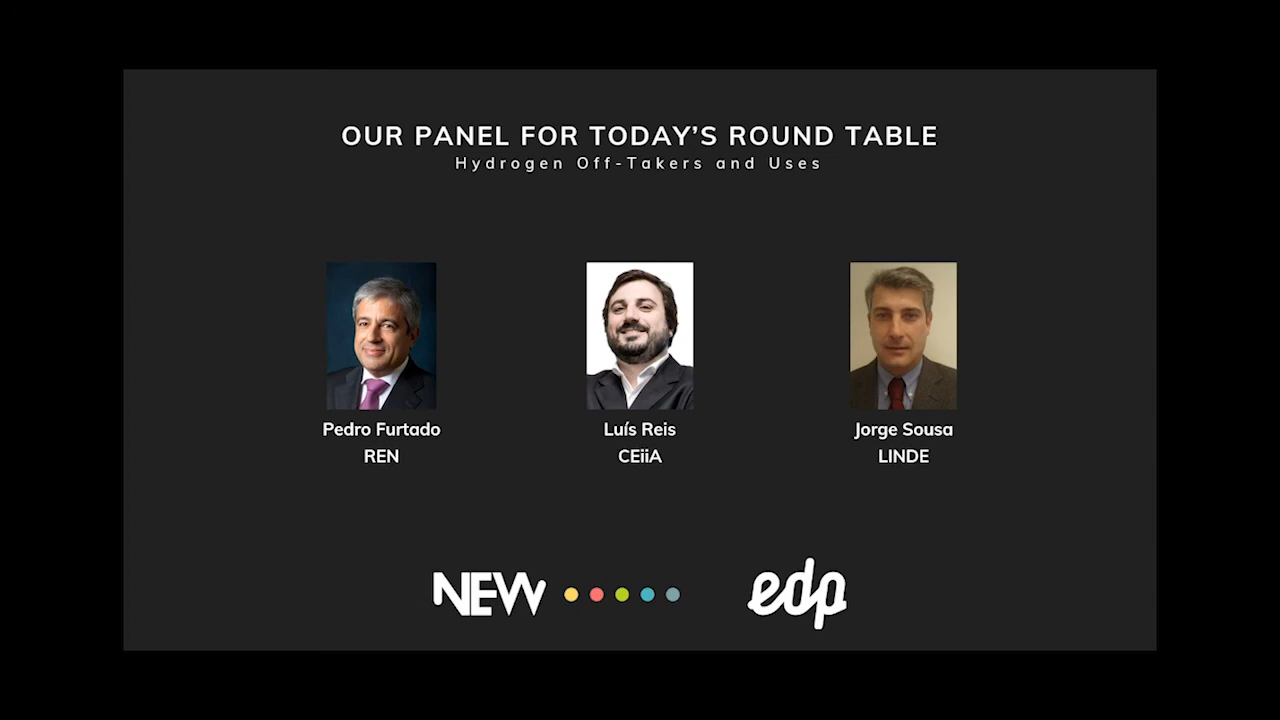 OUR PANEL FOR TODAY'S ROUND TABLE
Hydrogen Off-Takers and Uses
Pedro Furtado
REN
Luís Reis
CEiiA
Jorge Sousa
LINDE
NEW
edp